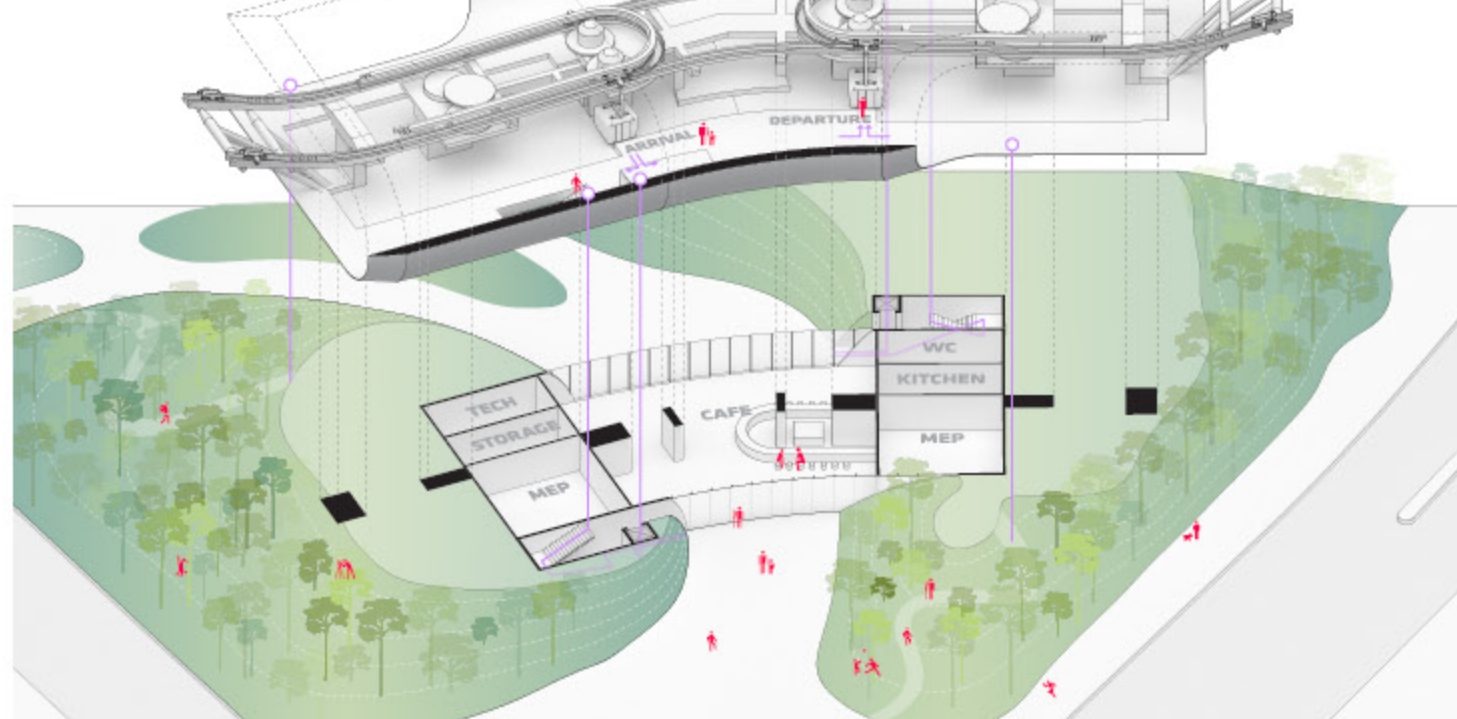 DEPARTURE
ARRIVAL
WC
KITCHEN
TECH
CAFE
STORAGE
MEP
MEP